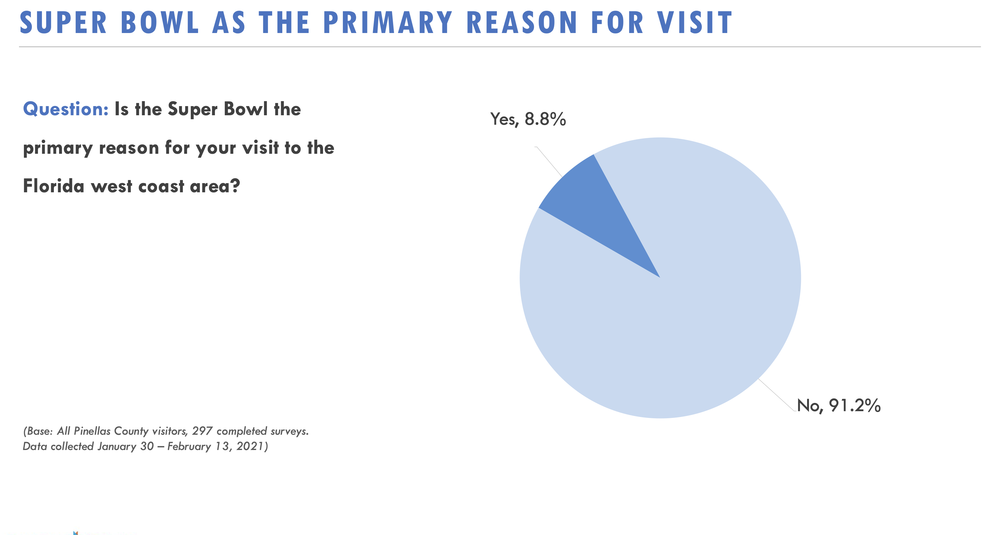 SUPER BOWL AS THE PRIMARY REASON FOR VISIT
Question: Is the Super Bowl the
primary reason for your visit to the
Florida west coast area?
Yes, 8.8%
No, 91.2%
(Base: All Pinellas County visitors, 297 completed surveys.
Data collected January 30 – February 13, 2021)